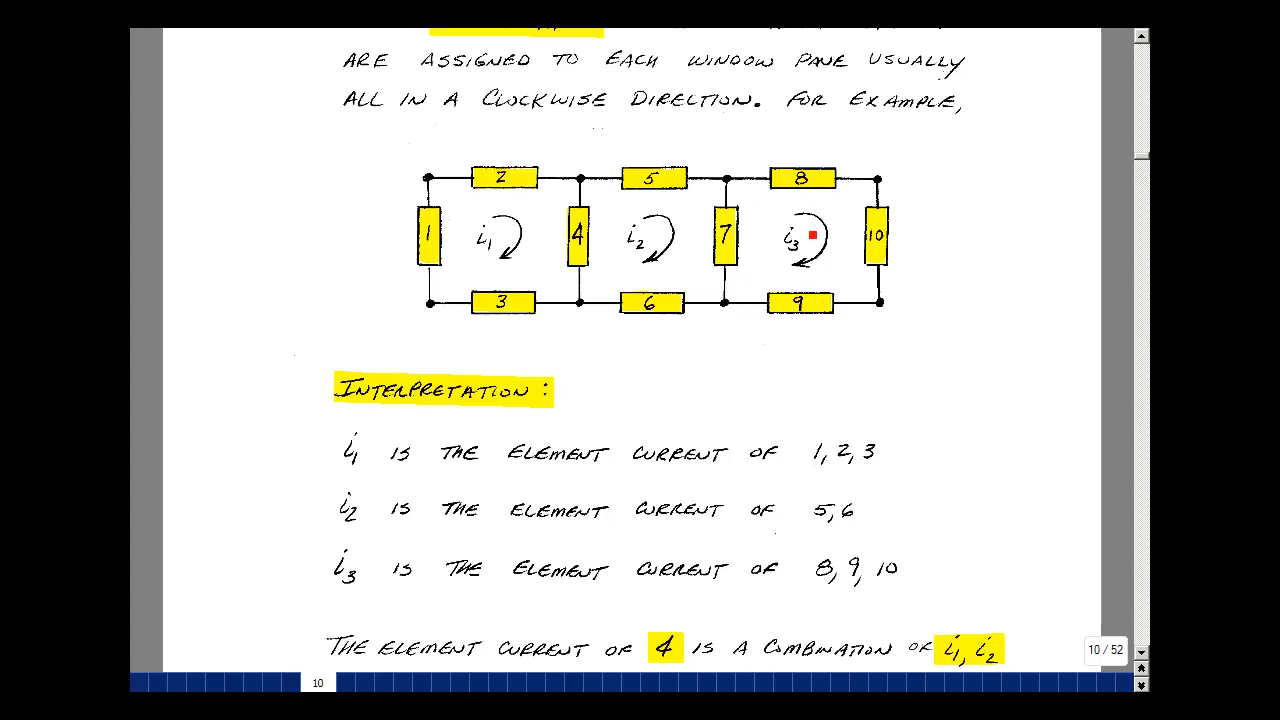 ARE ASSIGNED TO EACH WINDOW PANE USUALLY
ALL IN A CLOCKWISE DIRECTION. FOR EXAMPLE,
2 5 8
1 i1 4 i2 7 i3 10
3 6 9
INTERPRETATION:
i1 IS THE ELEMENT CURRENT OF 1, 2, 3
i2 IS THE ELEMENT CURRENT OF 5, 6
i3 IS THE ELEMENT CURRENT OF 8, 9, 10
THE ELEMENT CURRENT OF 4 IS A COMBINATION OF i1, i2
10 / 52
10